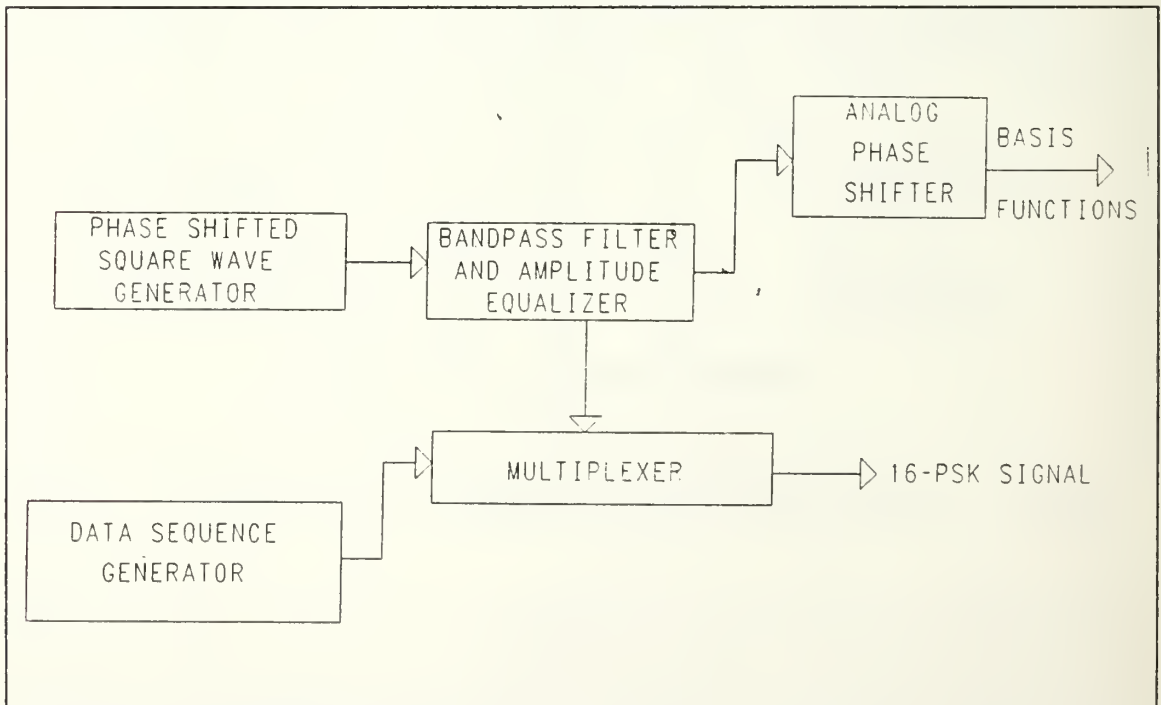 ANALOG
PHASE
SHIFTER
BASIS
FUNCTIONS
PHASE SHIFTED
SQUARE WAVE
GENERATOR
BANDPASS FILTER
AND AMPLITUDE
EQUALIZER
MULTIPLEXER
16-PSK SIGNAL
DATA SEQUENCE
GENERATOR